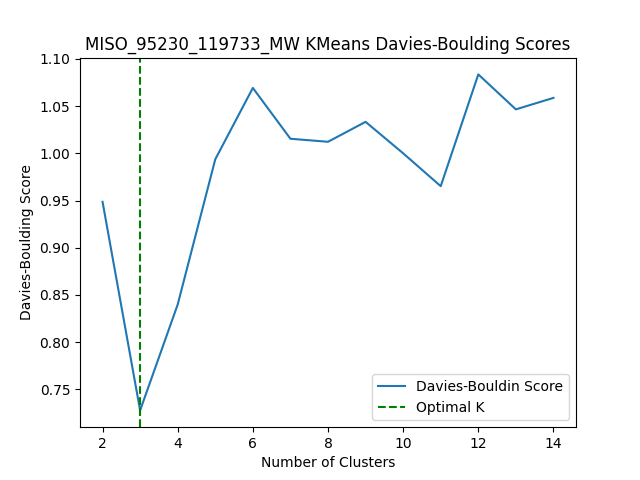 MISO_95230_119733_MW KMeans Davies-Boulding Scores
1.10
1.05
1.00
0.95
0.90
0.85
0.80
0.75
Davies-Boulding Score
Davies-Bouldin Score
Optimal K
2 4 6 8 10 12 14
Number of Clusters